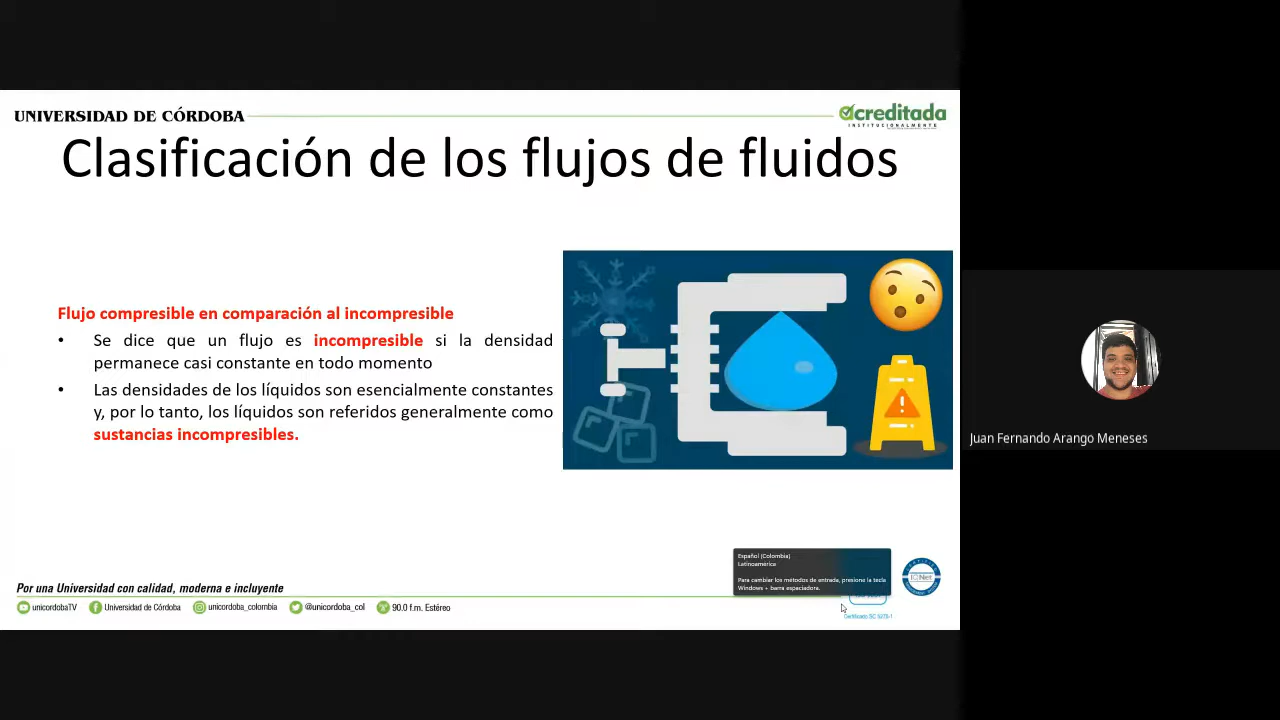 UNIVERSIDAD DE CÓRDOBA
Acreditada
INSTITUCIONALMENTE
Clasificación de los flujos de fluidos
Flujo compresible en comparación al incompresible
• Se dice que un flujo es incompresible si la densidad
permanece casi constante en todo momento
• Las densidades de los líquidos son esencialmente constantes
y, por lo tanto, los líquidos son referidos generalmente como
sustancias incompresibles.
Juan Fernando Arango Meneses
Español (Colombia)
Latinoamérica
Para cambiar los métodos de entrada, presione la tecla
Windows + barra espaciadora.
IQNet
Por una Universidad con calidad, moderna e incluyente
unicordobaTV
Universidad de Córdoba
unicordoba_colombia
@unicordoba_col
90.0 f.m. Estéreo